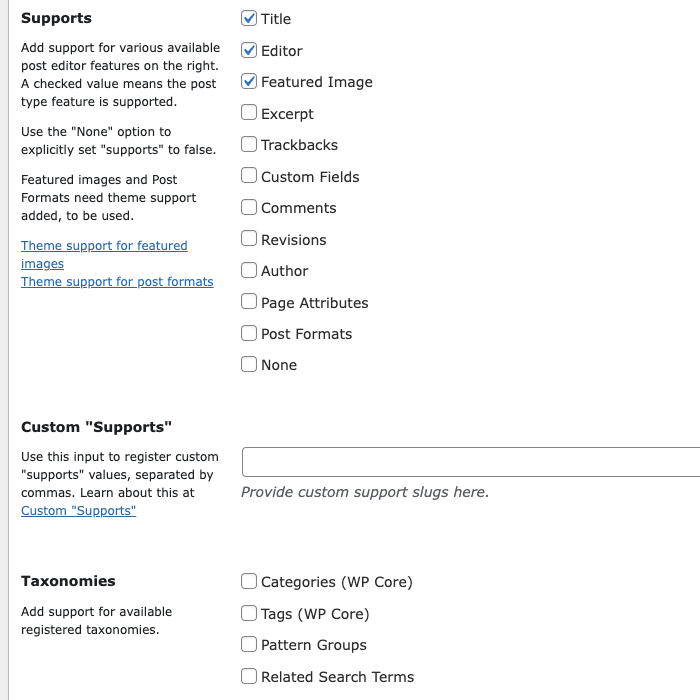 Supports
Add support for various available
post editor features on the right.
A checked value means the post
type feature is supported.
Use the "None" option to
explicitly set "supports" to false.
Featured images and Post
Formats need theme support
added, to be used.
Theme support for featured
images
Theme support for post formats
Title
Editor
Featured Image
Excerpt
Trackbacks
Custom Fields
Comments
Revisions
Author
Page Attributes
Post Formats
None
Custom "Supports"
Use this input to register custom
"supports" values, separated by
commas. Learn about this at
Custom "Supports"
Provide custom support slugs here.
Taxonomies
Add support for available
registered taxonomies.
Categories (WP Core)
Tags (WP Core)
Pattern Groups
Related Search Terms